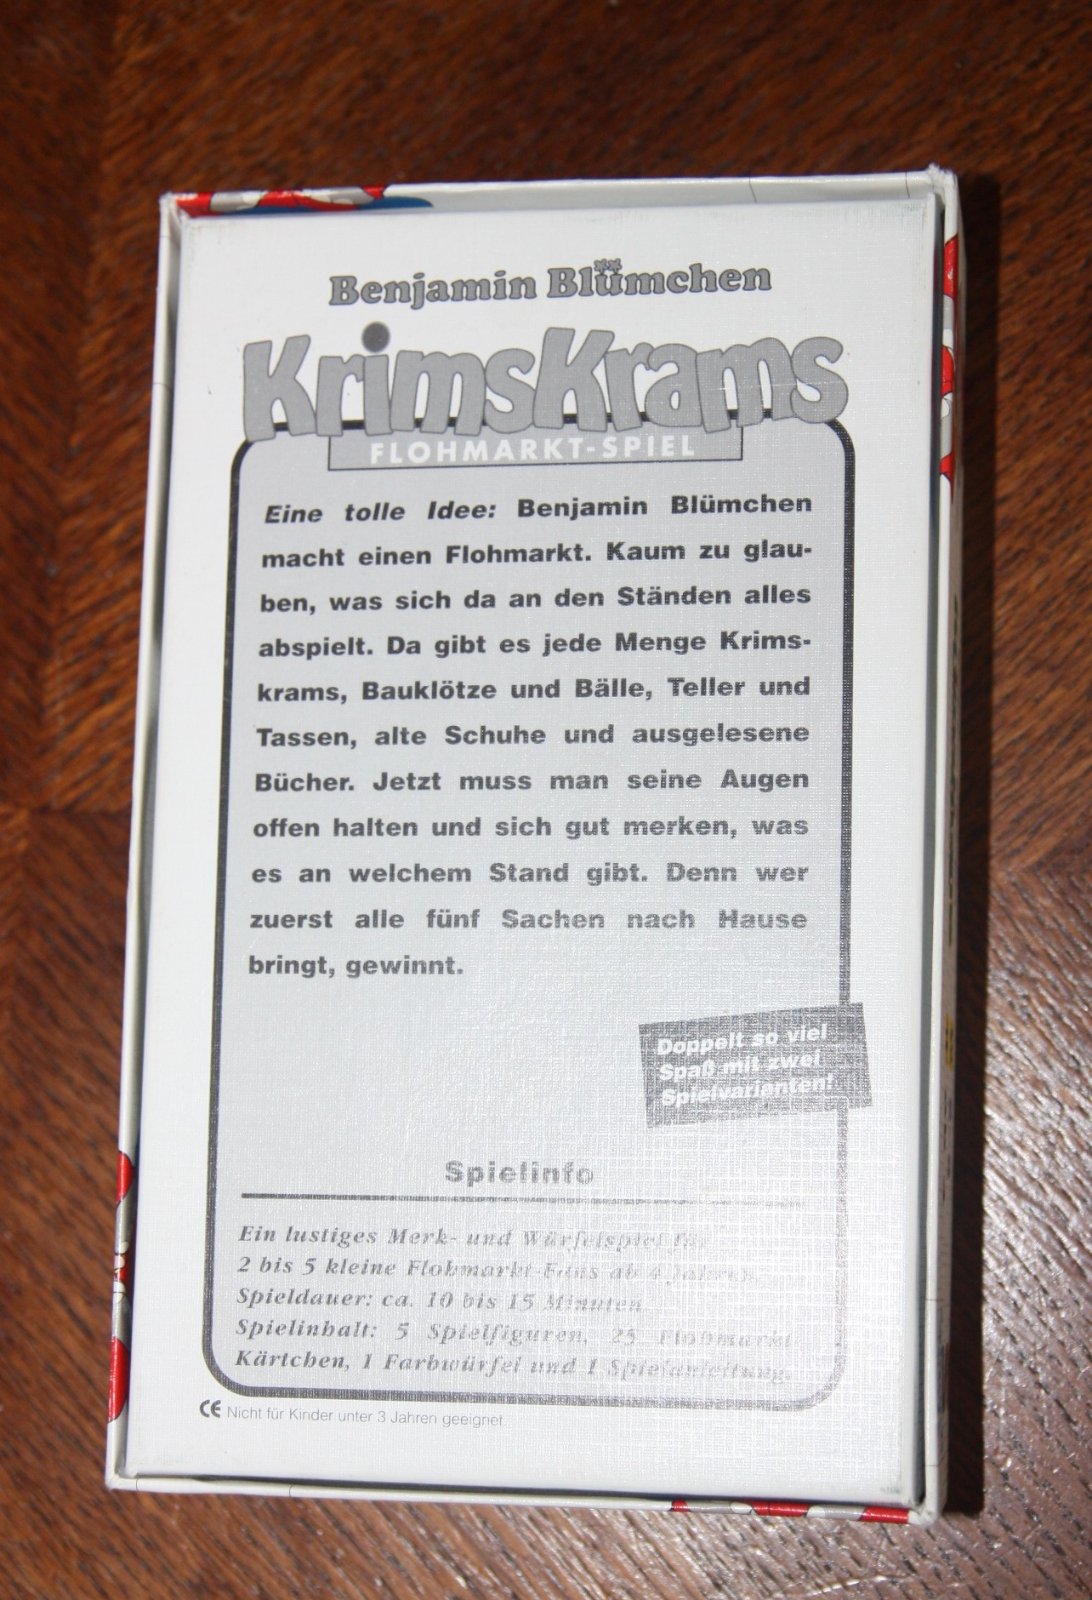 Benjamin Blümchen
KrimsKrams
FLOHMARKT-SPIEL
Eine tolle Idee: Benjamin Blümchen
macht einen Flohmarkt. Kaum zu glau-
ben, was sich da an den Ständen alles
abspielt. Da gibt es jede Menge Krims-
krams, Bauklötze und Bälle, Teller und
Tassen, alte Schuhe und ausgelesene
Bücher. Jetzt muss man seine Augen
offen halten und sich gut merken, was
es an welchem Stand gibt. Denn wer
zuerst alle fünf Sachen nach Hause
bringt, gewinnt.
Doppelt so viel
Spaß mit zwei
Spielvarianten!
Spielinfo
Ein lustiges Merk- und Würfelspiel für
2 bis 5 kleine Flohmarkt-Fans ab 4 Jahren.
Spieldauer: ca. 10 bis 15 Minuten
Spielinhalt: 5 Spielfiguren, 25 Flohmarkt
Kärtchen, 1 Farbwürfel und 1 Spielanleitung.
CE Nicht für Kinder unter 3 Jahren geeignet